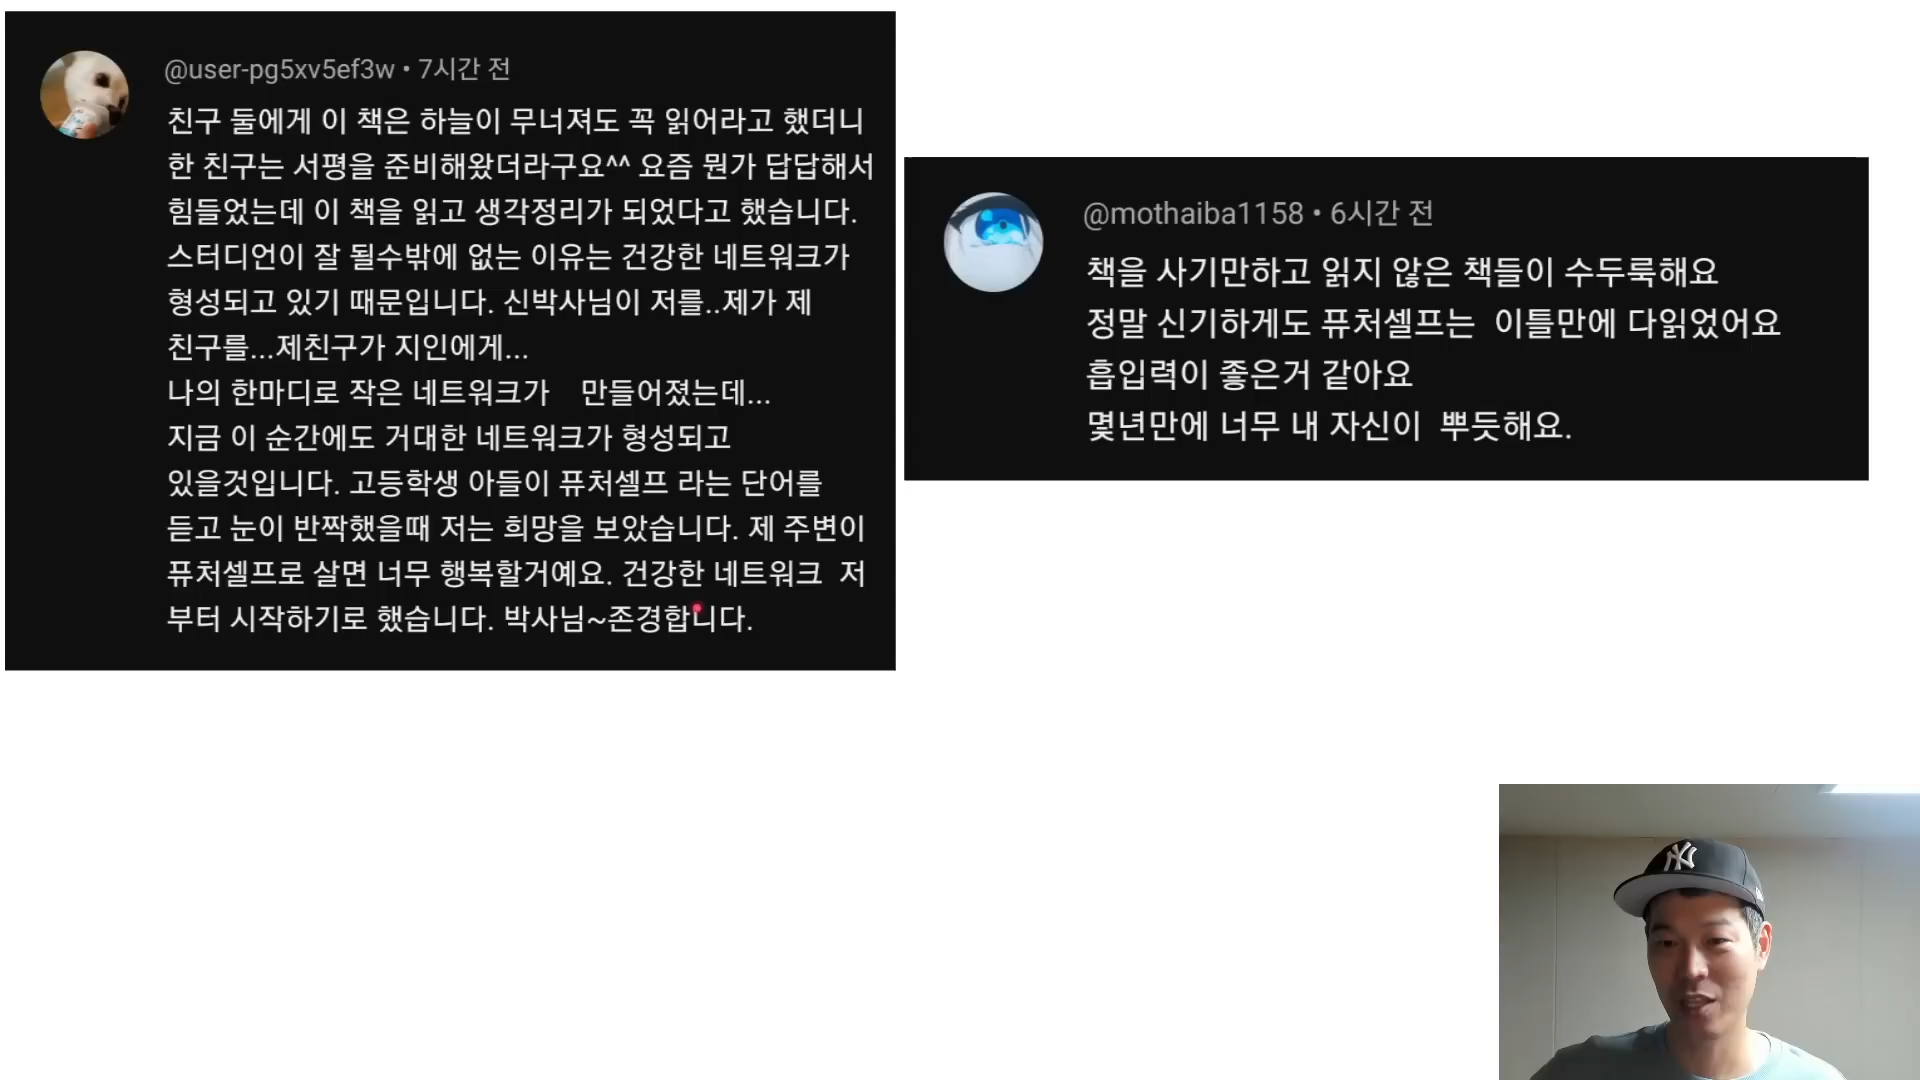 @user-pg5xv5ef3w • 7시간 전
친구 둘에게 이 책은 하늘이 무너져도 꼭 읽어라고 했더니
한 친구는 서평을 준비해왔더라구요^^ 요즘 뭔가 답답해서
힘들었는데 이 책을 읽고 생각정리가 되었다고 했습니다.
스터디언이 잘 될수밖에 없는 이유는 건강한 네트워크가
형성되고 있기 때문입니다. 신박사님이 저를..제가 제
친구를...제친구가 지인에게...
나의 한마디로 작은 네트워크가 만들어졌는데...
지금 이 순간에도 거대한 네트워크가 형성되고
있을것입니다. 고등학생 아들이 퓨처셀프 라는 단어를
듣고 눈이 반짝했을때 저는 희망을 보았습니다. 제 주변이
퓨처셀프로 살면 너무 행복할거예요. 건강한 네트워크 저
부터 시작하기로 했습니다. 박사님~존경합니다.
@mothaiba1158 • 6시간 전
책을 사기만하고 읽지 않은 책들이 수두룩해요
정말 신기하게도 퓨처셀프는 이틀만에 다읽었어요
흡입력이 좋은거 같아요
몇년만에 너무 내 자신이 뿌듯해요.
NY